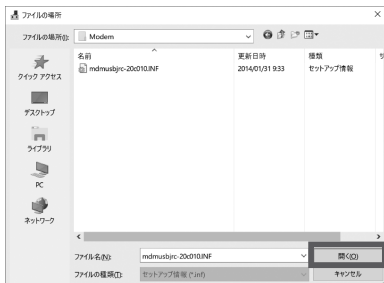 ファイルの場所
ファイルの場所(I):
Modem
名前
更新日時
種類
mdmusbjrc-20c010.INF
2014/01/31 9:33
セットアップ情報
クイック アクセス
デスクトップ
ライブラリ
PC
ネットワーク
ファイル名(N):
mdmusbjrc-20c010.INF
開く(O)
ファイルの種類(T):
セットアップ情報 (*.inf)
キャンセル